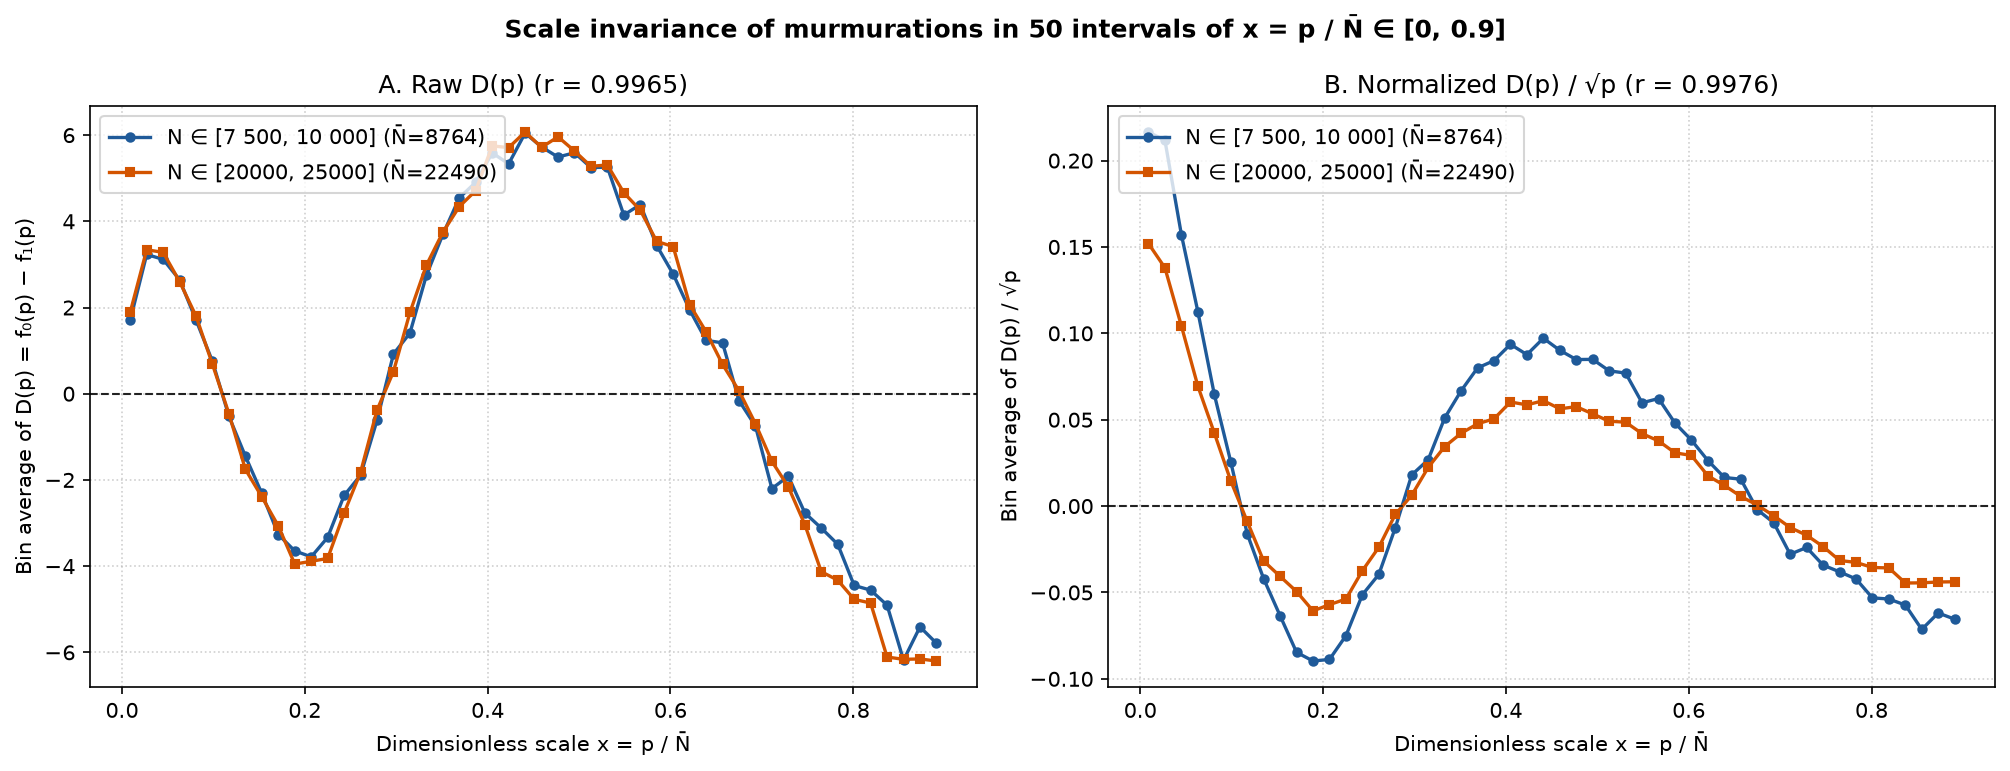 Scale invariance of murmurations in 50 intervals of x = p / N̄ ∈ [0, 0.9]
A. Raw D(p) (r = 0.9965)
N ∈ [7 500, 10 000] (N̄=8764)
N ∈ [20000, 25000] (N̄=22490)
Bin average of D(p) = f₀(p) − f₁(p)
6
4
2
0
−2
−4
−6
0.0 0.2 0.4 0.6 0.8
Dimensionless scale x = p / N̄
B. Normalized D(p) / √p (r = 0.9976)
N ∈ [7 500, 10 000] (N̄=8764)
N ∈ [20000, 25000] (N̄=22490)
Bin average of D(p) / √p
0.20
0.15
0.10
0.05
0.00
−0.05
−0.10
0.0 0.2 0.4 0.6 0.8
Dimensionless scale x = p / N̄